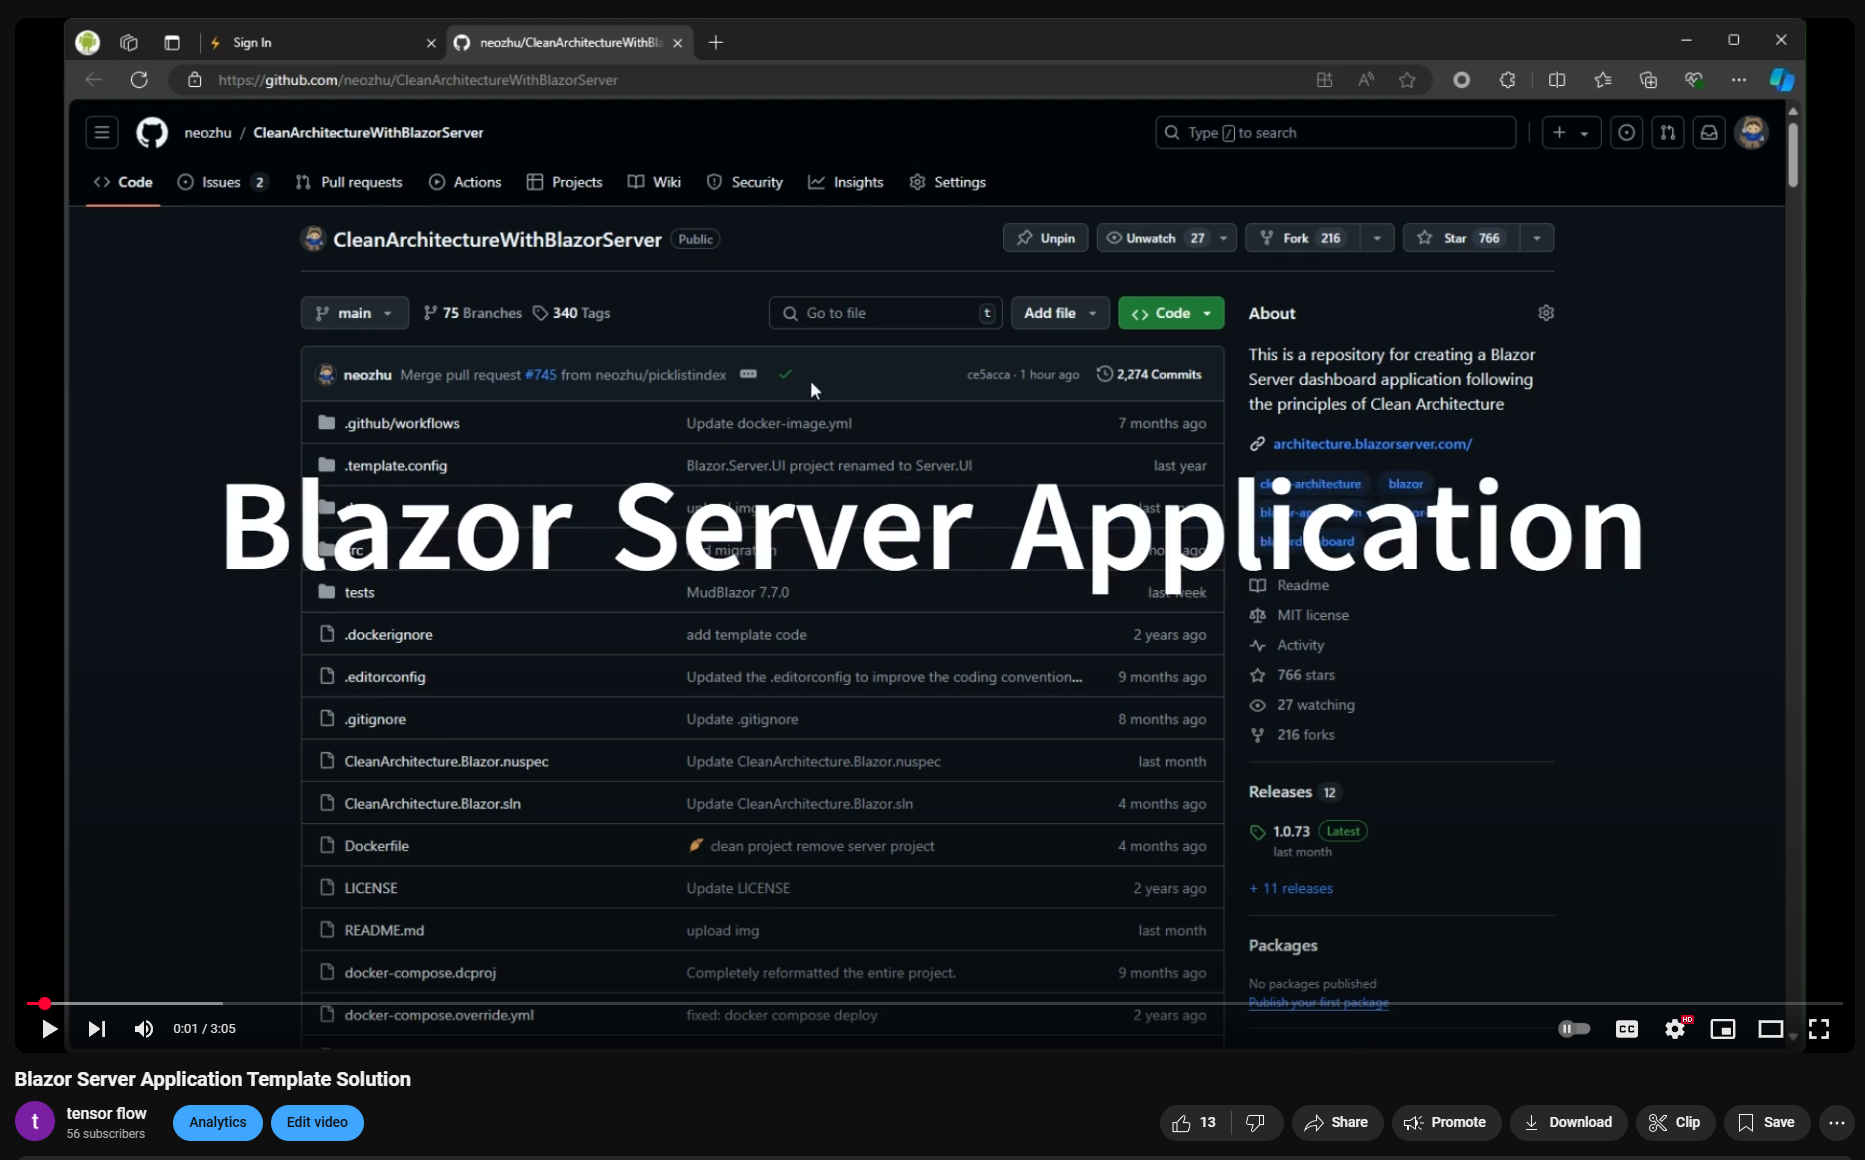 Sign In
neozhu/CleanArchitectureWithBla
https://github.com/neozhu/CleanArchitectureWithBlazorServer
neozhu / CleanArchitectureWithBlazorServer
Type / to search
Code
Issues 2
Pull requests
Actions
Projects
Wiki
Security
Insights
Settings
CleanArchitectureWithBlazorServer Public
Unpin
Unwatch 27
Fork 216
Star 766
main
75 Branches
340 Tags
Go to file t
Add file
Code
neozhu Merge pull request #745 from neozhu/picklistindex ce5acca · 1 hour ago 2,274 Commits
.github/workflows Update docker-image.yml 7 months ago
.template.config Blazor.Server.UI project renamed to Server.UI last year
Blazor Server Application
tests MudBlazor 7.7.0 last week
.dockerignore add template code 2 years ago
.editorconfig Updated the .editorconfig to improve the coding convention... 9 months ago
.gitignore Update .gitignore 8 months ago
CleanArchitecture.Blazor.nuspec Update CleanArchitecture.Blazor.nuspec last month
CleanArchitecture.Blazor.sln Update CleanArchitecture.Blazor.sln 4 months ago
Dockerfile clean project remove server project 4 months ago
LICENSE Update LICENSE 2 years ago
README.md upload img last month
docker-compose.dcproj Completely reformatted the entire project. 9 months ago
docker-compose.override.yml fixed: docker compose deploy 2 years ago
About
This is a repository for creating a Blazor
Server dashboard application following
the principles of Clean Architecture
architecture.blazorserver.com/
blazor
Readme
MIT license
Activity
766 stars
27 watching
216 forks
Releases 12
1.0.73 Latest
last month
+ 11 releases
Packages
No packages published
Publish your first package
0:01 / 3:05
CC
HD
Blazor Server Application Template Solution
t
tensor flow
56 subscribers
Analytics
Edit video
13
Share
Promote
Download
Clip
Save